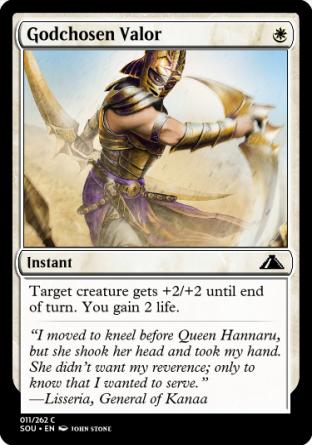 Godchosen Valor
Instant
Target creature gets +2/+2 until end
of turn. You gain 2 life.
“I moved to kneel before Queen Hannaru,
but she shook her head and took my hand.
She didn’t want my reverence; only to
know that I wanted to serve.”
—Lisseria, General of Kanaa
011/262 C
SOU • EN JOHN STONE